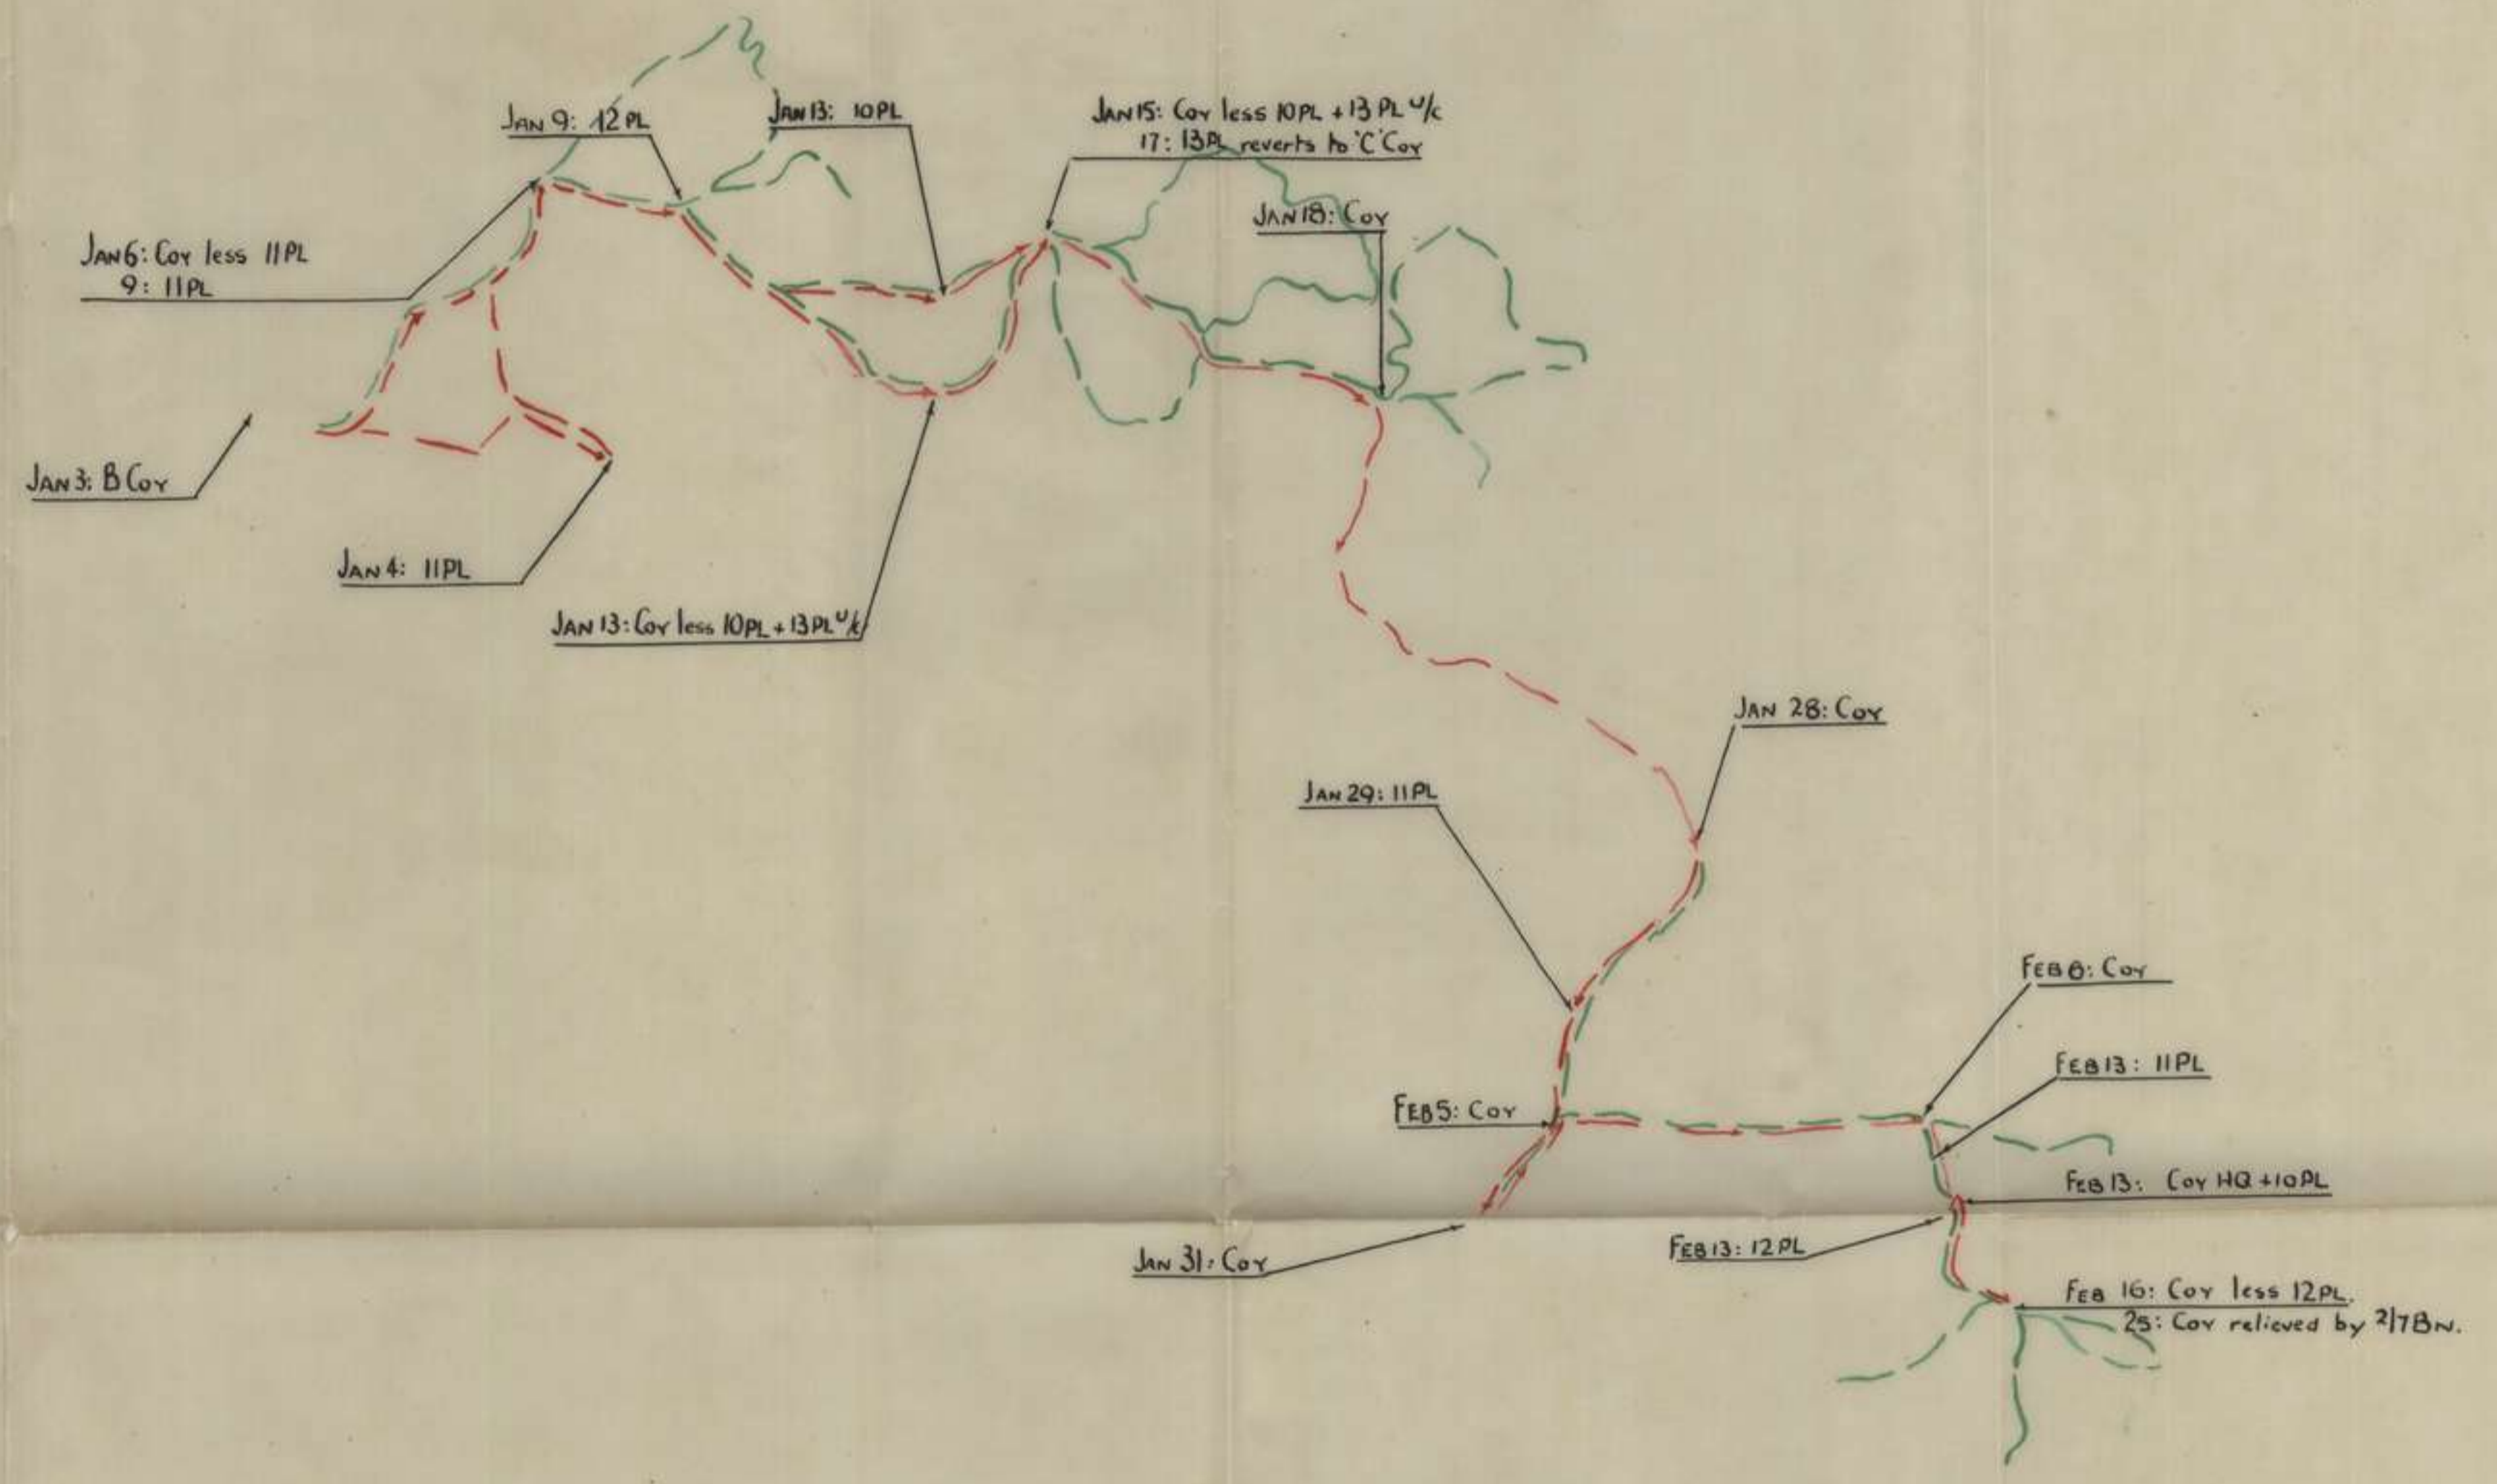 JAN 9: 12 PL
JAN 13: 10 PL
JAN 15: Coy less 10 PL + 13 PL U/C
17: 13 PL reverts to 'C' Coy
JAN 18: Coy
JAN 6: Coy less 11 PL
9: 11 PL
JAN 3: B Coy
JAN 4: 11 PL
JAN 13: Coy less 10 PL + 13 PL U/C
JAN 28: Coy
JAN 29: 11 PL
FEB 8: Coy
FEB 13: 11 PL
FEB 5: Coy
FEB 13: Coy HQ + 10 PL
FEB 13: 12 PL
JAN 31: Coy
FEB 16: Coy less 12 PL.
25: Coy relieved by 2/7 BN.